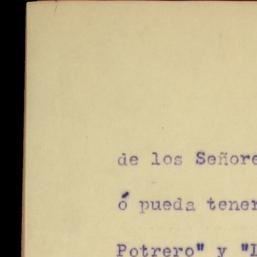 de los Señore
ó pueda tener
Potrero" y "L